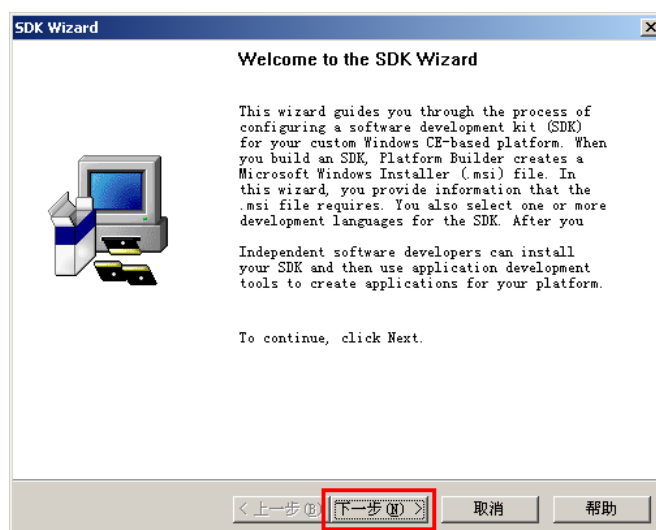 SDK Wizard
Welcome to the SDK Wizard
This wizard guides you through the process of
configuring a software development kit (SDK)
for your custom Windows CE-based platform. When
you build an SDK, Platform Builder creates a
Microsoft Windows Installer (.msi) file. In
this wizard, you provide information that the
.msi file requires. You also select one or more
development languages for the SDK. After you
Independent software developers can install
your SDK and then use application development
tools to create applications for your platform.
To continue, click Next.
< 上一步(B) 下一步(N) > 取消 帮助